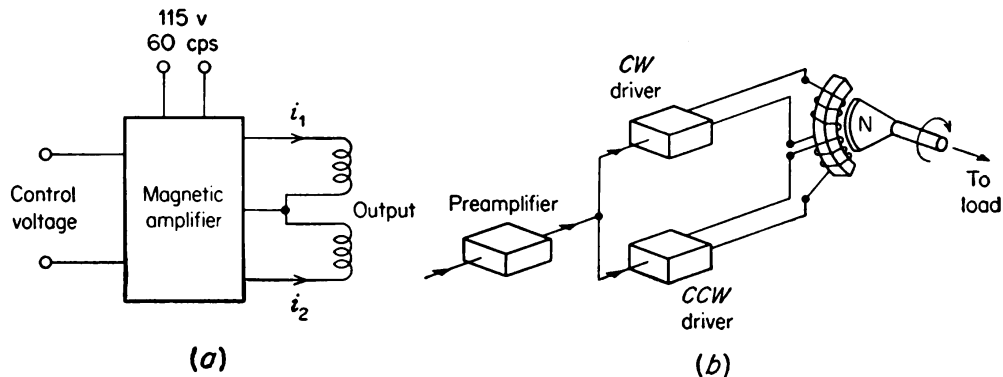 115 v
60 cps
i₁
Control
voltage
Magnetic
amplifier
Output
i₂
(a)
CW
driver
N
To
load
Preamplifier
CCW
driver
(b)